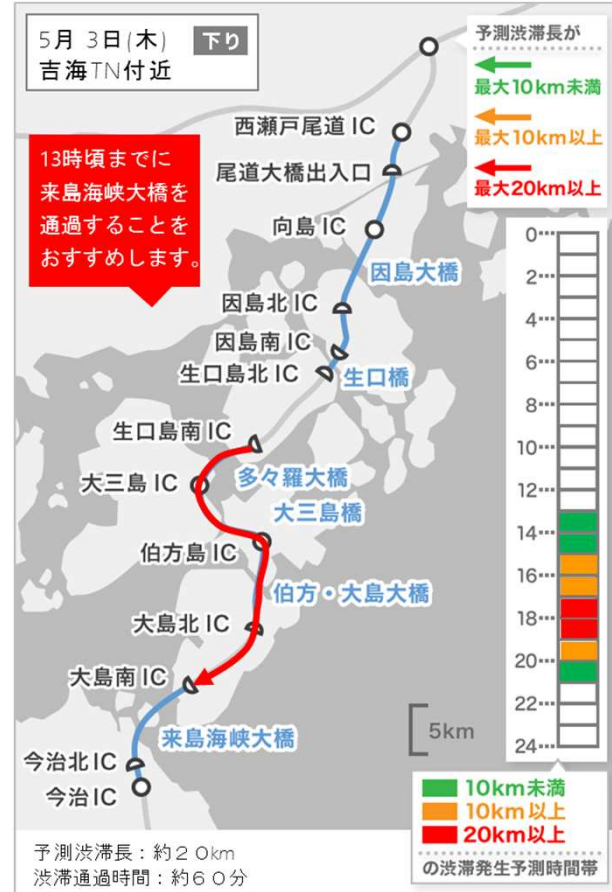 5月 3日(木) 下り
吉海TN付近
13時頃までに
来島海峡大橋を
通過することを
おすすめします。
予測渋滞長が
最大10km未満
最大10km以上
最大20km以上
西瀬戸尾道 IC
尾道大橋出入口
向島 IC
因島大橋
因島北 IC
因島南 IC
生口島北 IC
生口橋
生口島南 IC
多々羅大橋
大三島 IC
大三島橋
伯方島 IC
伯方・大島大橋
大島北 IC
大島南 IC
来島海峡大橋
今治北 IC
今治 IC
5km
0
2
4
6
8
10
12
14
16
18
20
22
24
10km未満
10km以上
20km以上
の渋滞発生予測時間帯
予測渋滞長：約20km
渋滞通過時間：約60分